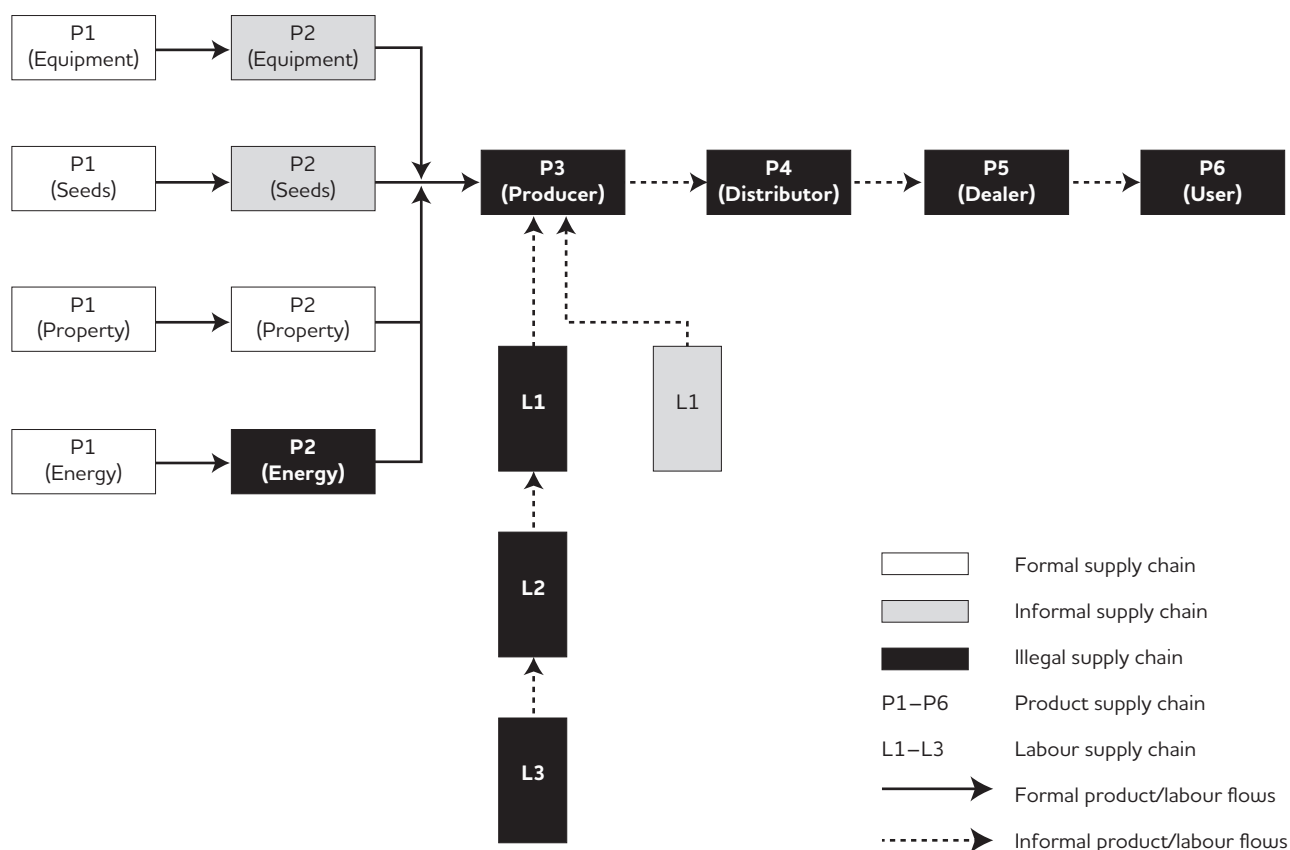 P1
(Equipment)
P2
(Equipment)
P1
(Seeds)
P2
(Seeds)
P3
(Producer)
P4
(Distributor)
P5
(Dealer)
P6
(User)
P1
(Property)
P2
(Property)
L1
L1
P1
(Energy)
P2
(Energy)
L2
L3
Formal supply chain
Informal supply chain
Illegal supply chain
P1–P6 Product supply chain
L1–L3 Labour supply chain
Formal product/labour flows
Informal product/labour flows